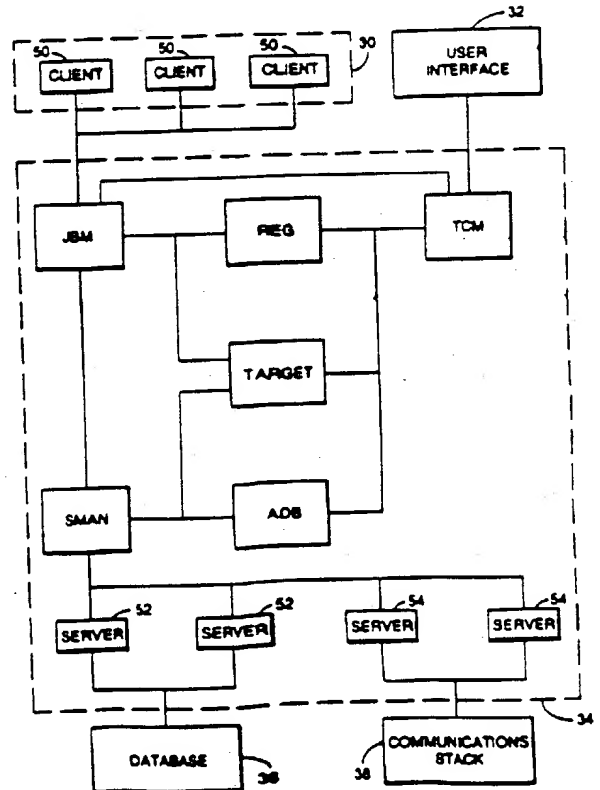 50 50 50 30 32
CLIENT CLIENT CLIENT
USER
INTERFACE
JBM REG TCM
TARGET
SMAN ADB
52 52 54 54
SERVER SERVER SERVER SERVER
34
DATABASE 36
38 COMMUNICATIONS
STACK